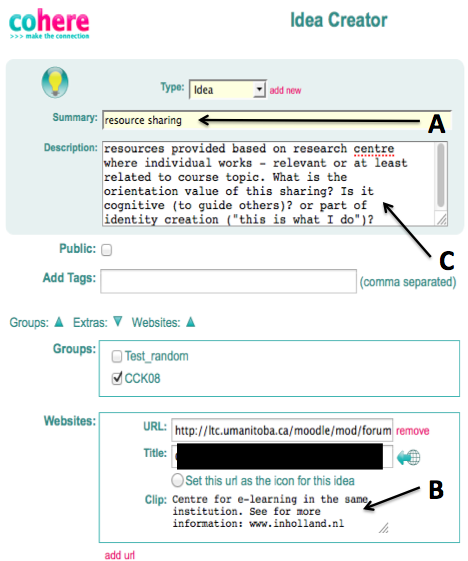 cohere
>>> make the connection
Idea Creator
Type: Idea add new
Summary: resource sharing
A
Description: resources provided based on research centre
where individual works - relevant or at least
related to course topic. What is the
orientation value of this sharing? Is it
cognitive (to guide others)? or part of
identity creation ("this is what I do")?
C
Public:
Add Tags: (comma separated)
Groups: Extras: Websites:
Groups: Test_random
CCK08
Websites:
URL: http://ltc.umanitoba.ca/moodle/mod/forum remove
Title:
Set this url as the icon for this idea
Clip: Centre for e-learning in the same
institution. See for more
information: www.inholland.nl
B
add url